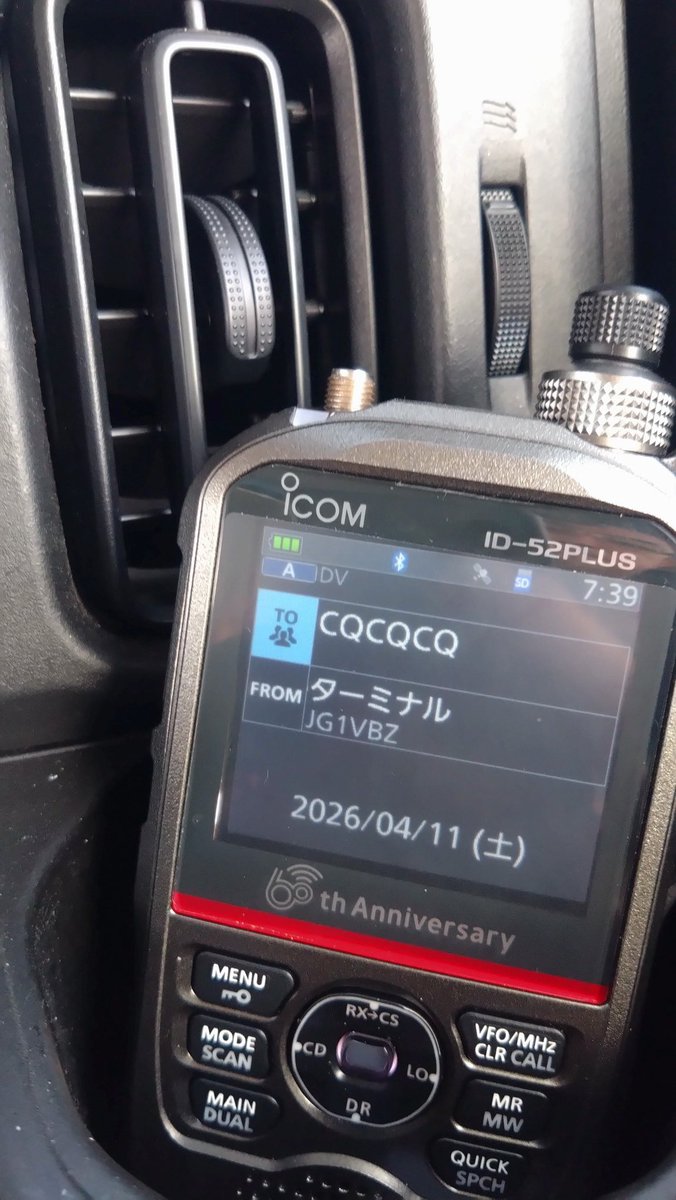 iCOM
ID-52PLUS
A DV SD 7:39
TO CQCQCQ
FROM ターミナル
JG1VBZ
2026/04/11 (土)
60th Anniversary
MENU
RX→CS
VFO/MHz
CLR CALL
MODE
SCAN
CD
LO
MAIN
DUAL
DR
MR
MW
QUICK
SPCH